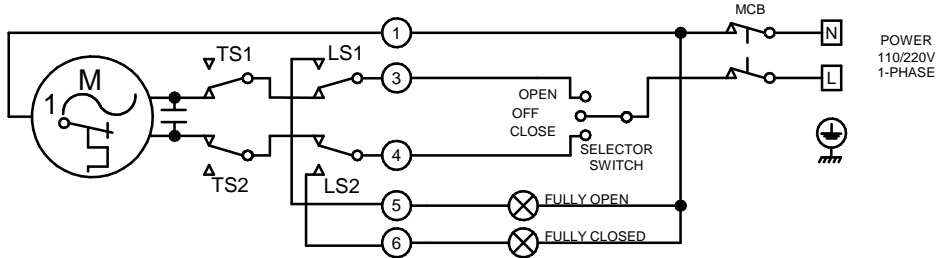 MCB
1
N
TS1
LS1
POWER
110/220V
1-PHASE
M
3
L
1
OPEN
OFF
CLOSE
SELECTOR
SWITCH
4
TS2
LS2
5
FULLY OPEN
6
FULLY CLOSED